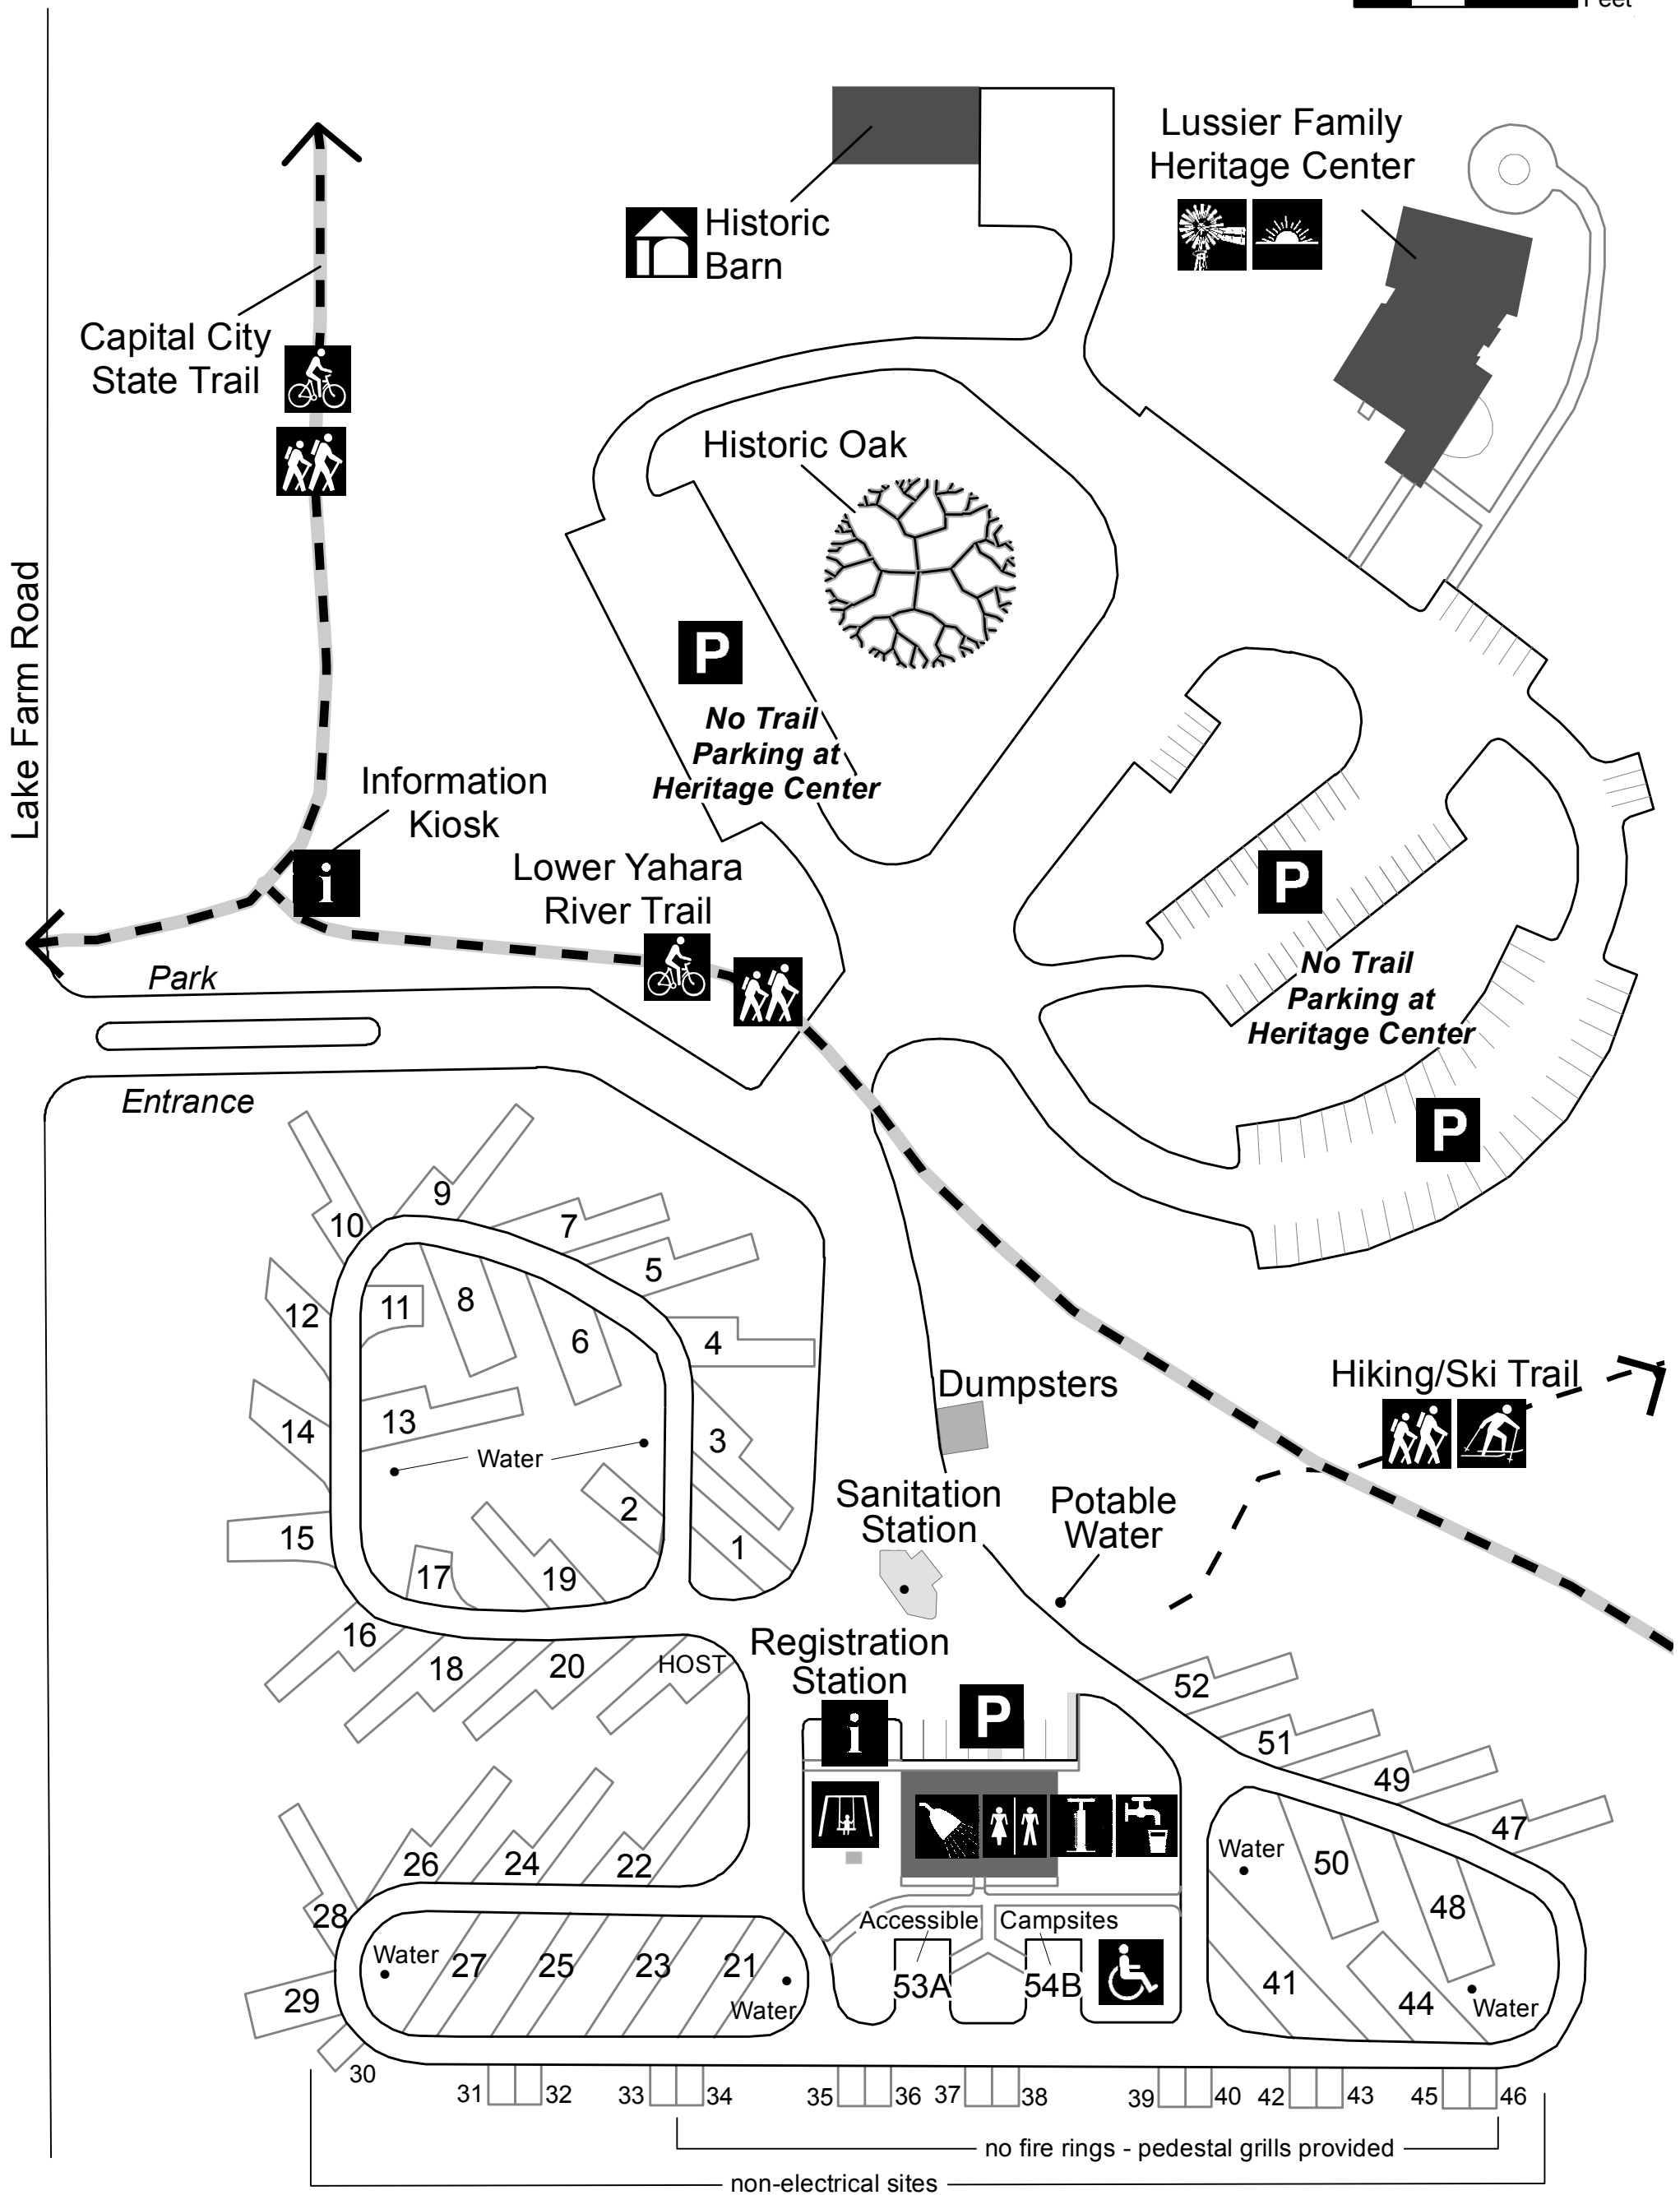 Feet
Lussier Family
Heritage Center
Historic
Barn
Capital City
State Trail
Historic Oak
Lake Farm Road
P
No Trail
Parking at
Heritage Center
Information
Kiosk
i
Lower Yahara
River Trail
P
No Trail
Parking at
Heritage Center
P
Park
Entrance
9
10
7
5
12
11
8
6
4
14
13
3
Water
2
15
1
17
19
16
18
20
HOST
Dumpsters
Hiking/Ski Trail
Sanitation
Station
Potable
Water
Registration
Station
i
P
52
51
49
47
26
24
22
28
Water
50
48
Accessible
Campsites
Water
27
25
23
21
Water
53A
54B
41
44
Water
29
30
31
32
33
34
35
36
37
38
39
40
42
43
45
46
no fire rings - pedestal grills provided
non-electrical sites